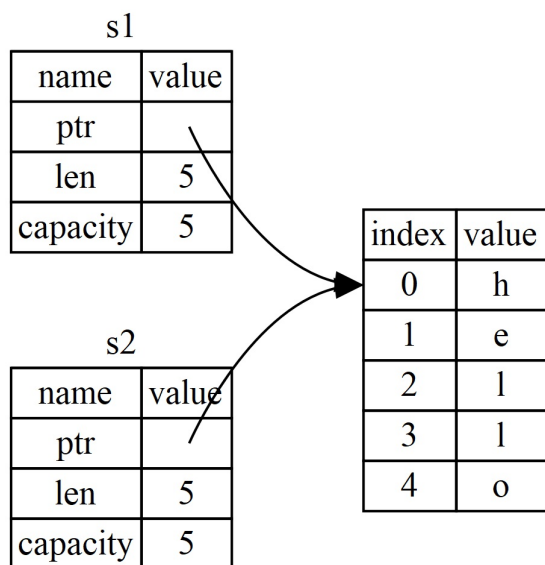 s1
name value
ptr
len 5
capacity 5
s2
name value
ptr
len 5
capacity 5
index value
0 h
1 e
2 l
3 l
4 o